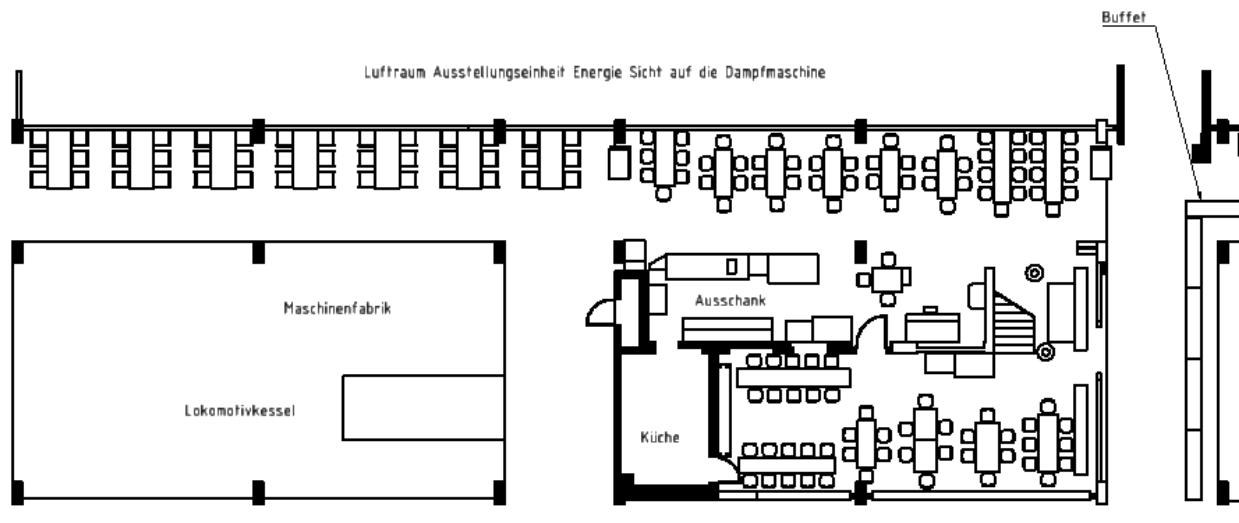 Buffet
Luftraum Ausstellungseinheit Energie Sicht auf die Dampfmaschine
Maschinenfabrik
Ausschank
Lokomotivkessel
Küche